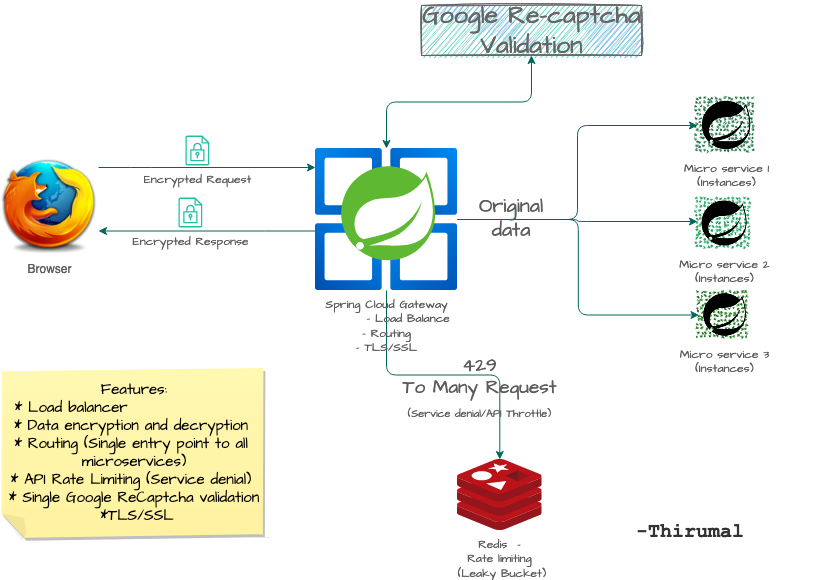 Google Re-captcha
Validation
Encrypted Request
Encrypted Response
Browser
Original
data
Micro service 1
(Instances)
Micro service 2
(Instances)
Micro service 3
(Instances)
Spring Cloud Gateway
- Load Balance
- Routing
- TLS/SSL
429
To Many Request
(Service denial/API Throttle)
Features:
* Load balancer
* Data encryption and decryption
* Routing (Single entry point to all
microservices)
* API Rate Limiting (Service denial)
* Single Google ReCaptcha validation
*TLS/SSL
Redis -
Rate limiting
(Leaky Bucket)
-Thirumal